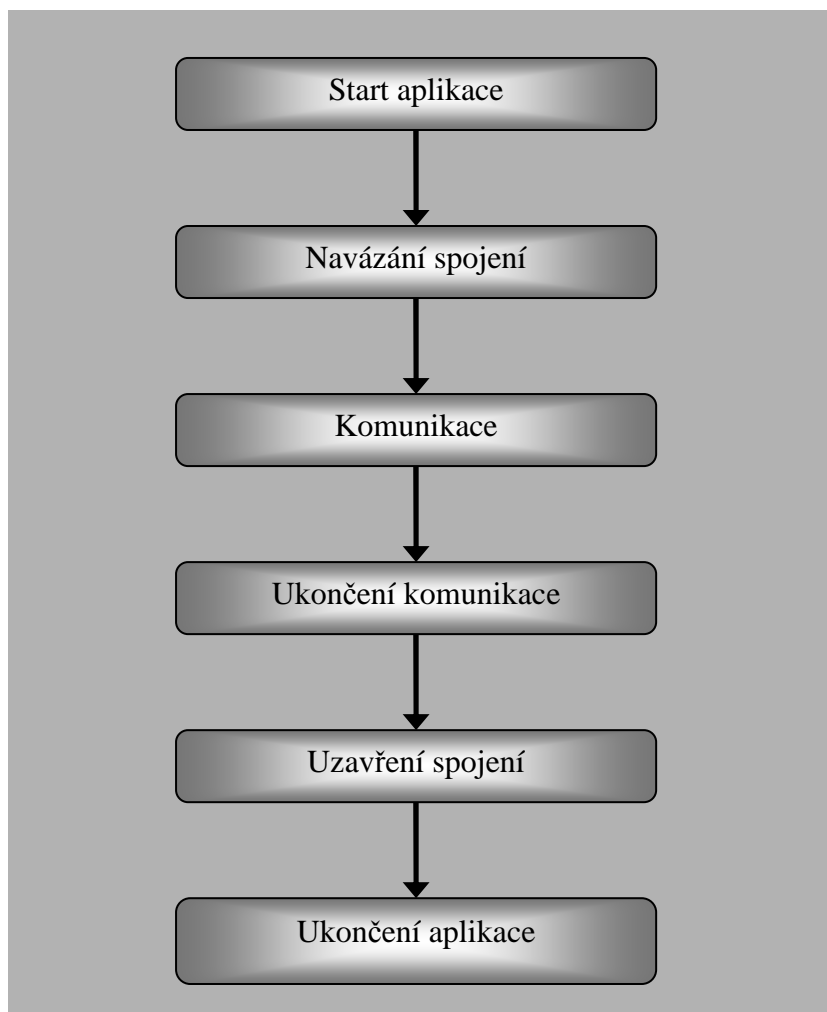 Start aplikace
Navázání spojení
Komunikace
Ukončení komunikace
Uzavření spojení
Ukončení aplikace